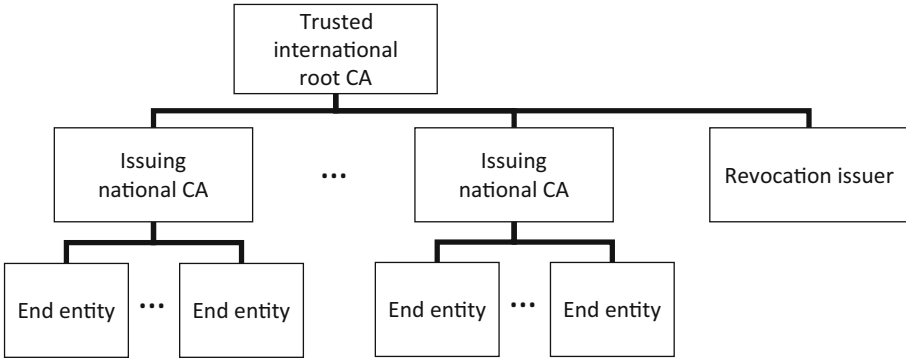 Trusted
international
root CA
Issuing
national CA
...
Issuing
national CA
Revocation issuer
End entity
...
End entity
End entity
...
End entity